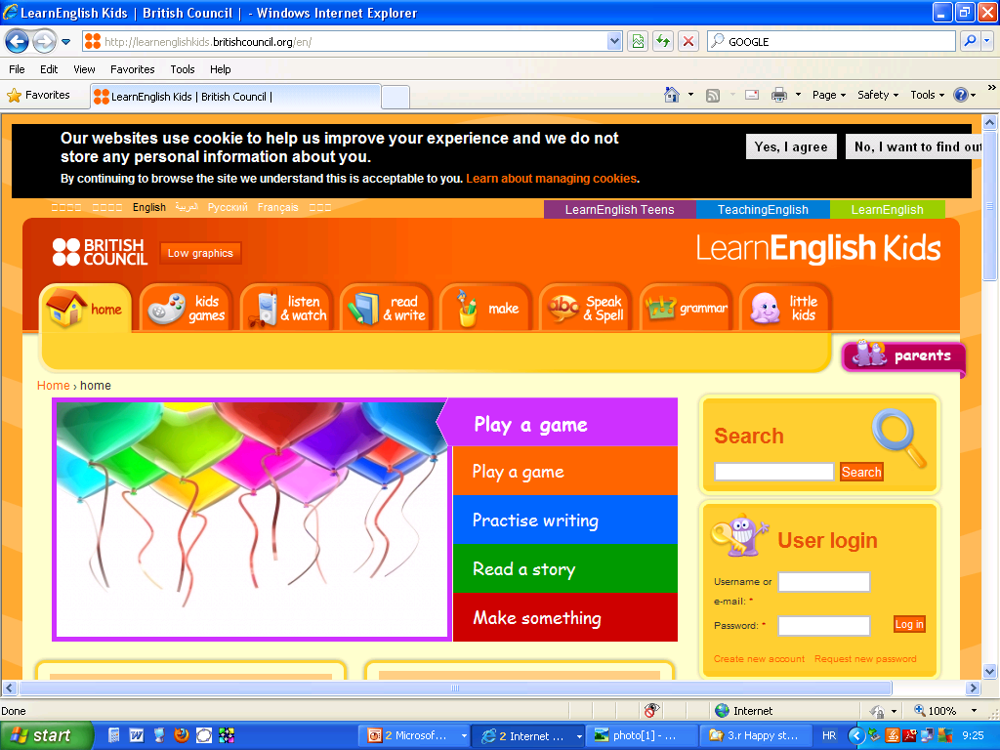 LearnEnglish Kids | British Council | - Windows Internet Explorer
http://learnenglishkids.britishcouncil.org/en/
GOOGLE
File Edit View Favorites Tools Help
Favorites
LearnEnglish Kids | British Council |
Page Safety Tools
Our websites use cookie to help us improve your experience and we do not
store any personal information about you.
By continuing to browse the site we understand this is acceptable to you. Learn about managing cookies.
Yes, I agree
No, I want to find out
English العربية Русский Français
LearnEnglish Teens
TeachingEnglish
LearnEnglish
BRITISH
COUNCIL
Low graphics
LearnEnglish Kids
home
kids
games
listen
& watch
read
& write
make
abc
Speak
& Spell
grammar
little
kids
parents
Home › home
Play a game
Play a game
Practise writing
Read a story
Make something
Search
Search
User login
Username or
e-mail: *
Password: *
Log in
Create new account Request new password
Done
Internet
100%
start
2 Microsof...
2 Internet ...
photo[1] - ...
3.r Happy st...
HR
9:25